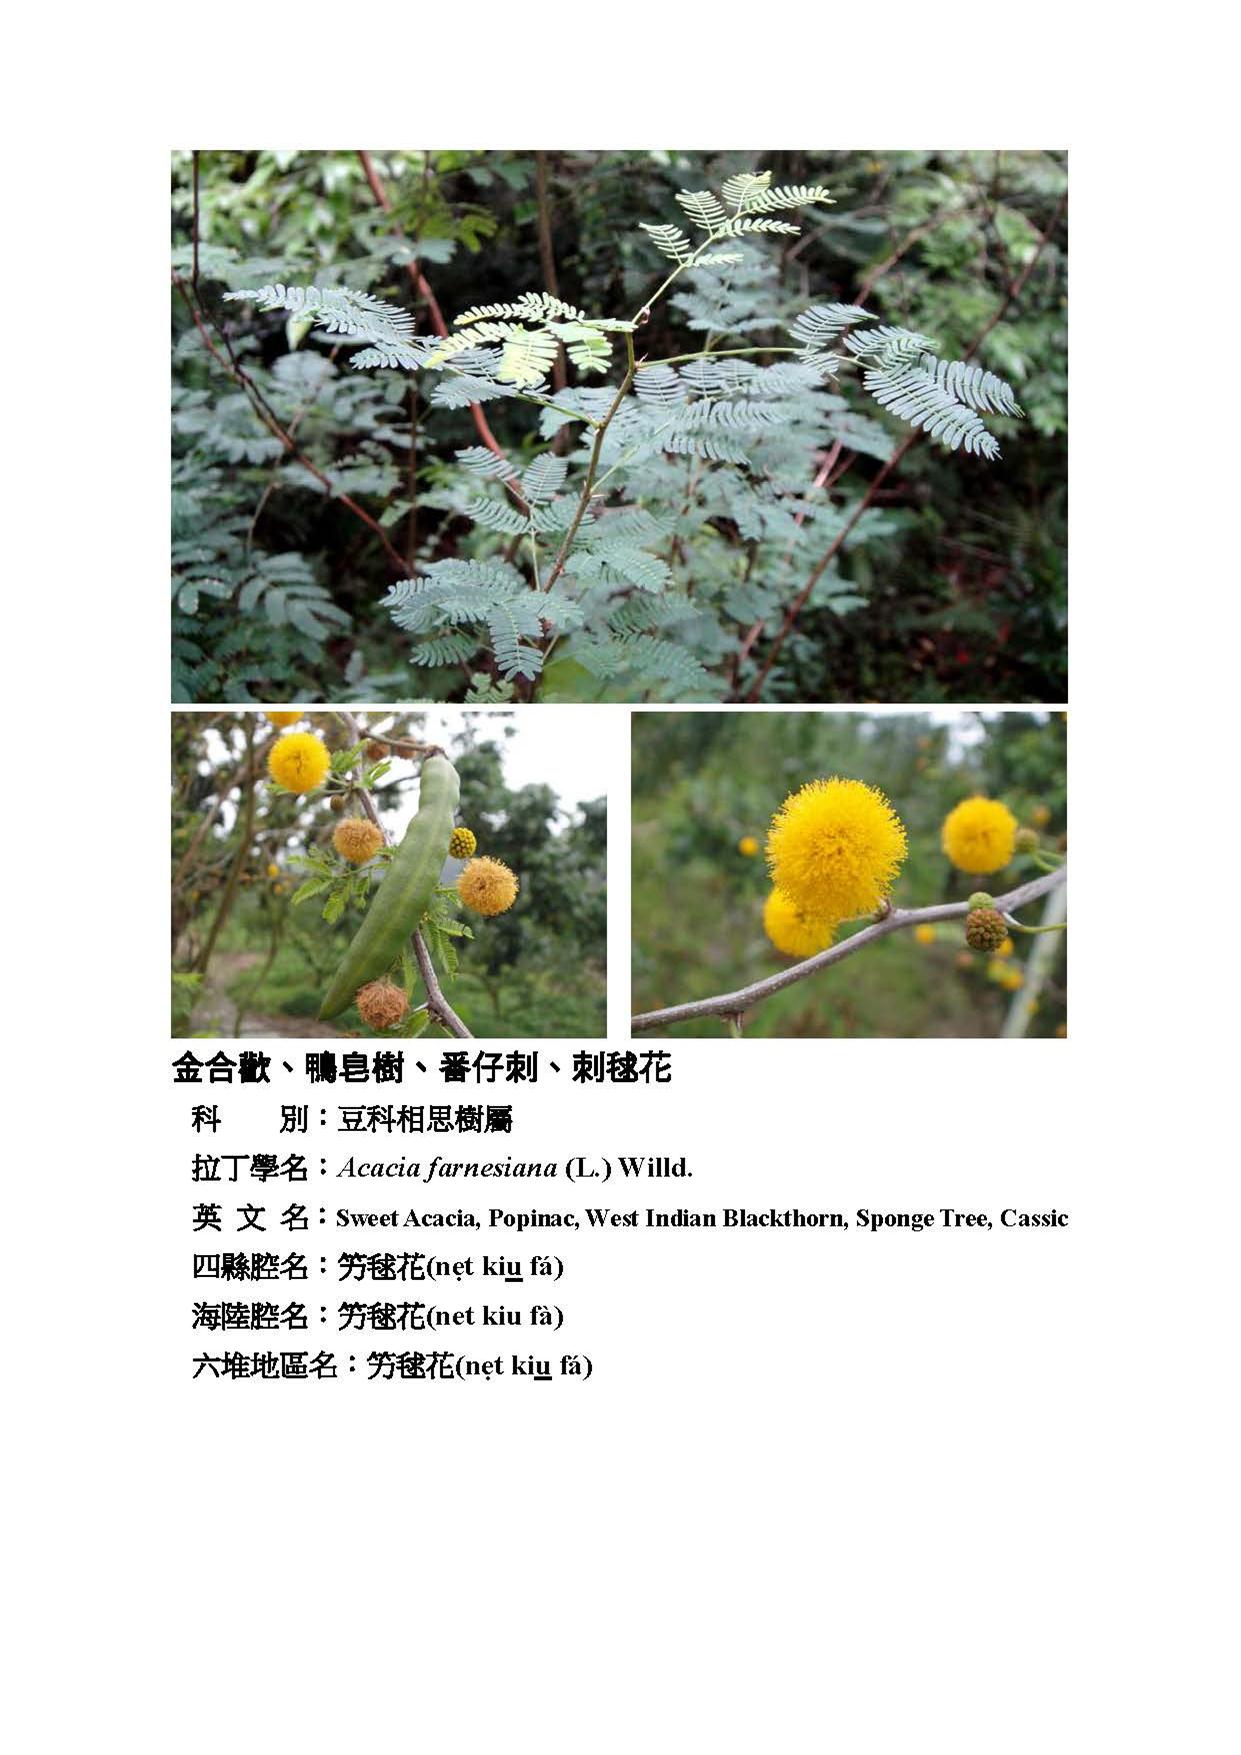 金合歡、鴨皂樹、番仔刺、刺毬花
科　　別：豆科相思樹屬
拉丁學名：Acacia farnesiana (L.) Willd.
英 文 名：Sweet Acacia, Popinac, West Indian Blackthorn, Sponge Tree, Cassic
四縣腔名：竻毬花(nẹt kiu̲ fá)
海陸腔名：竻毬花(net kiu fà)
六堆地區名：竻毬花(nẹt kiu̲ fá)